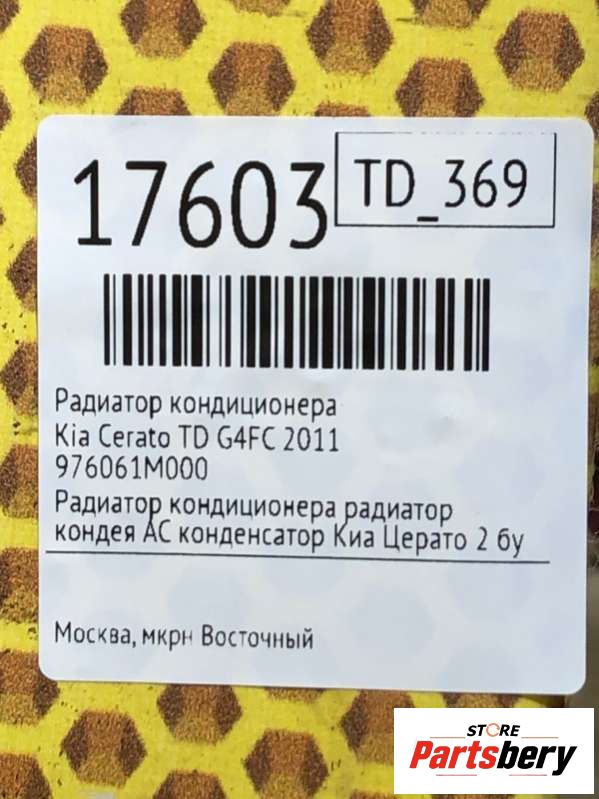 17603
TD_369
Радиатор кондиционера
Kia Cerato TD G4FC 2011
976061M000
Радиатор кондиционера радиатор
кондея АС конденсатор Киа Церато 2 бу
Москва, мкрн Восточный
STORE
Partsbery